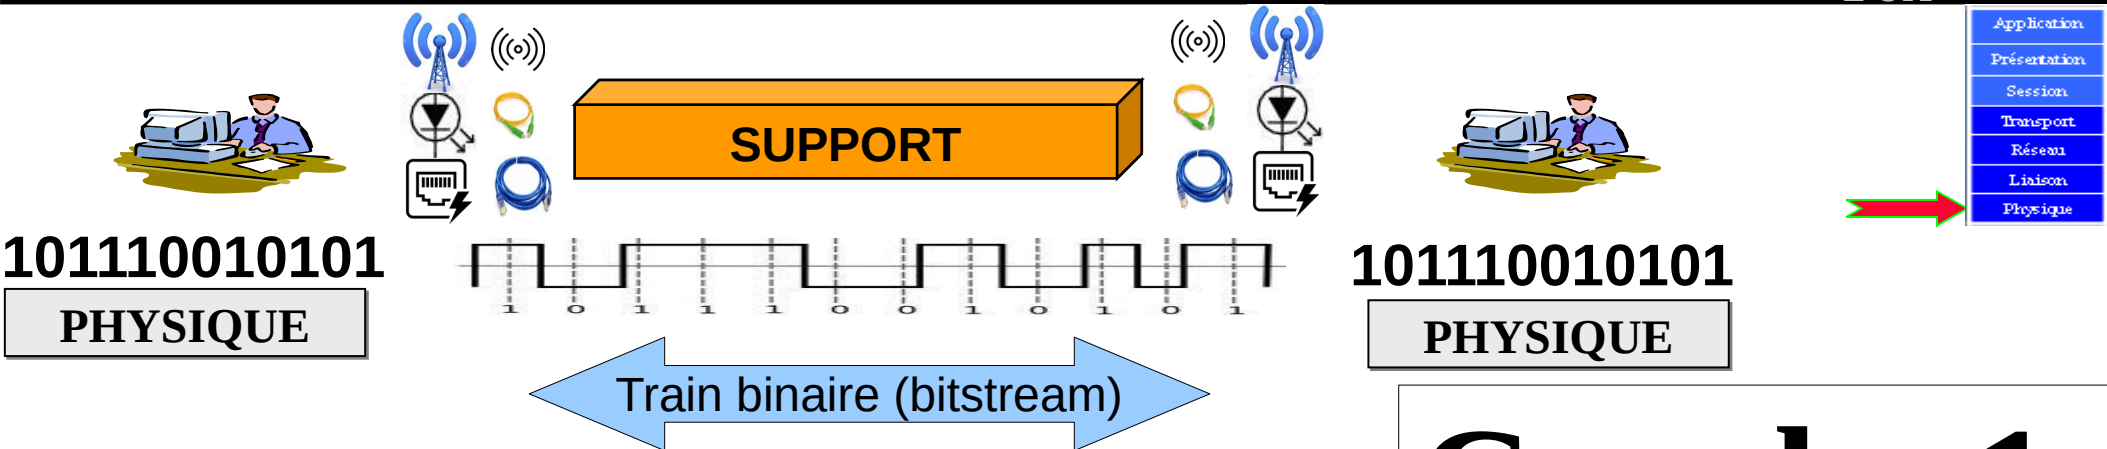 Application
Présentation
Session
Transport
Réseau
Liaison
Physique
SUPPORT
101110010101
PHYSIQUE
1 0 1 1 1 0 0 1 0 1 0 1
101110010101
PHYSIQUE
Train binaire (bitstream)